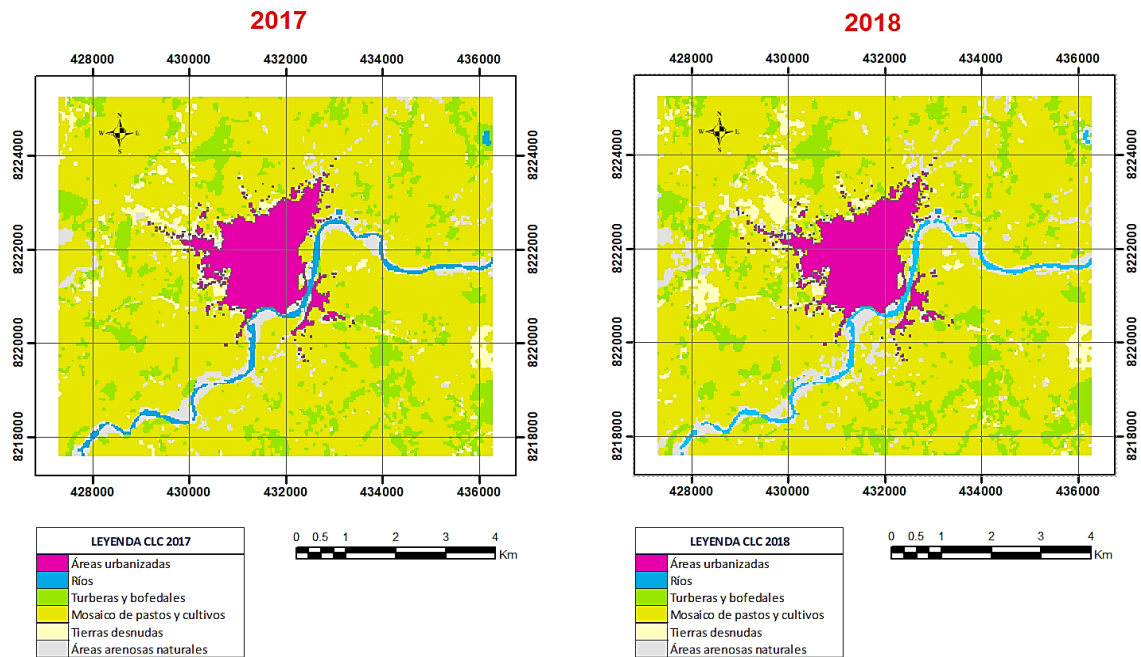 2017
2018
428000 430000 432000 434000 436000
428000 430000 432000 434000 436000
N
W E
S
N
W E
S
8224000
8224000
8224000
8224000
8222000
8222000
8222000
8222000
8220000
8220000
8220000
8220000
8218000
8218000
8218000
8218000
428000 430000 432000 434000 436000
428000 430000 432000 434000 436000
LEYENDA CLC 2017
Áreas urbanizadas
Ríos
Turberas y bofedales
Mosaico de pastos y cultivos
Tierras desnudas
Áreas arenosas naturales
0 0.5 1 2 3 4
Km
LEYENDA CLC 2018
Áreas urbanizadas
Ríos
Turberas y bofedales
Mosaico de pastos y cultivos
Tierras desnudas
Áreas arenosas naturales
0 0.5 1 2 3 4
Km